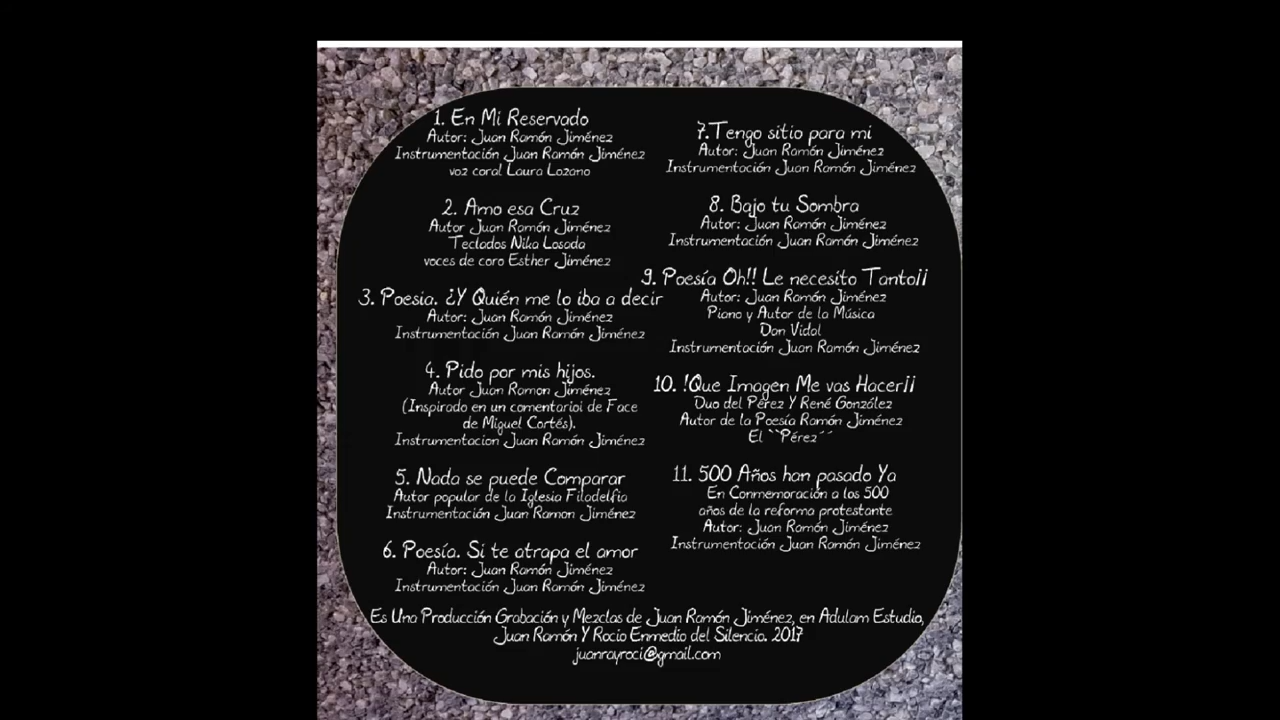 1. En Mi Reservado
Autor: Juan Ramón Jiménez
Instrumentación Juan Ramón Jiménez
voz coral Laura Lozano
2. Amo esa Cruz
Autor Juan Ramón Jiménez
Teclados Nika Losada
voces de coro Esther Jiménez
3. Poesia. ¿Y Quién me lo iba a decir
Autor: Juan Ramón Jiménez
Instrumentación Juan Ramón Jiménez
4. Pido por mis hijos.
Autor Juan Ramon Jiménez
(Inspirado en un comentarioi de Face
de Miguel Cortés).
Instrumentacion Juan Ramón Jiménez
5. Nada se puede Comparar
Autor popular de la Iglesia Filadelfia
Instrumentación Juan Ramon Jiménez
6. Poesía. Si te atrapa el amor
Autor: Juan Ramón Jiménez
Instrumentación Juan Ramón Jiménez
7.Tengo sitio para mi
Autor: Juan Ramón Jiménez
Instrumentación Juan Ramón Jiménez
8. Bajo tu Sombra
Autor: Juan Ramón Jiménez
Instrumentación Juan Ramón Jiménez
9. Poesía Oh!! Le necesito Tanto¡¡
Autor: Juan Ramón Jiménez
Piano y Autor de la Música
Don Vidal
Instrumentación Juan Ramón Jiménez
10. !Que Imagen Me vas Hacer¡¡
Duo del Pérez Y René González
Autor de la Poesía Ramón Jiménez
El ``Pérez´´
11. 500 Años han pasado Ya
En Conmemoración a los 500
años de la reforma protestante
Autor: Juan Ramón Jiménez
Instrumentación Juan Ramón Jiménez
Es Una Producción Grabación y Mezclas de Juan Ramón Jiménez, en Adulam Estudio,
Juan Ramón Y Rocio Enmedio del Silencio. 2017
juanrayroci@gmail.com